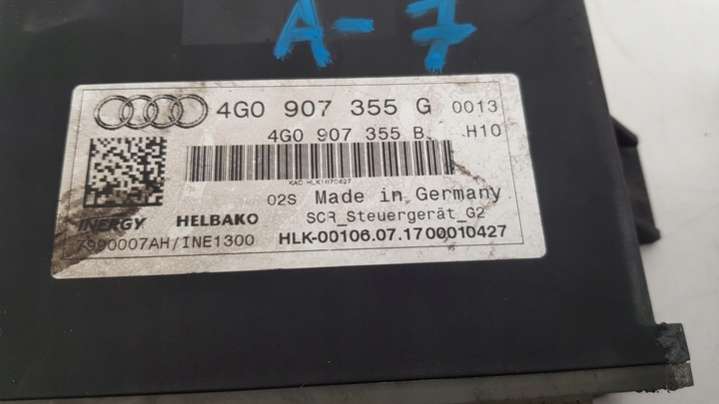 A-7
4G0 907 355 G 0013
4G0 907 355 B H10
02S Made in Germany
INERGY HELBAKO SCR_Steuergerät_G2
7990007AH/INE1300 HLK-00106.07.1700010427